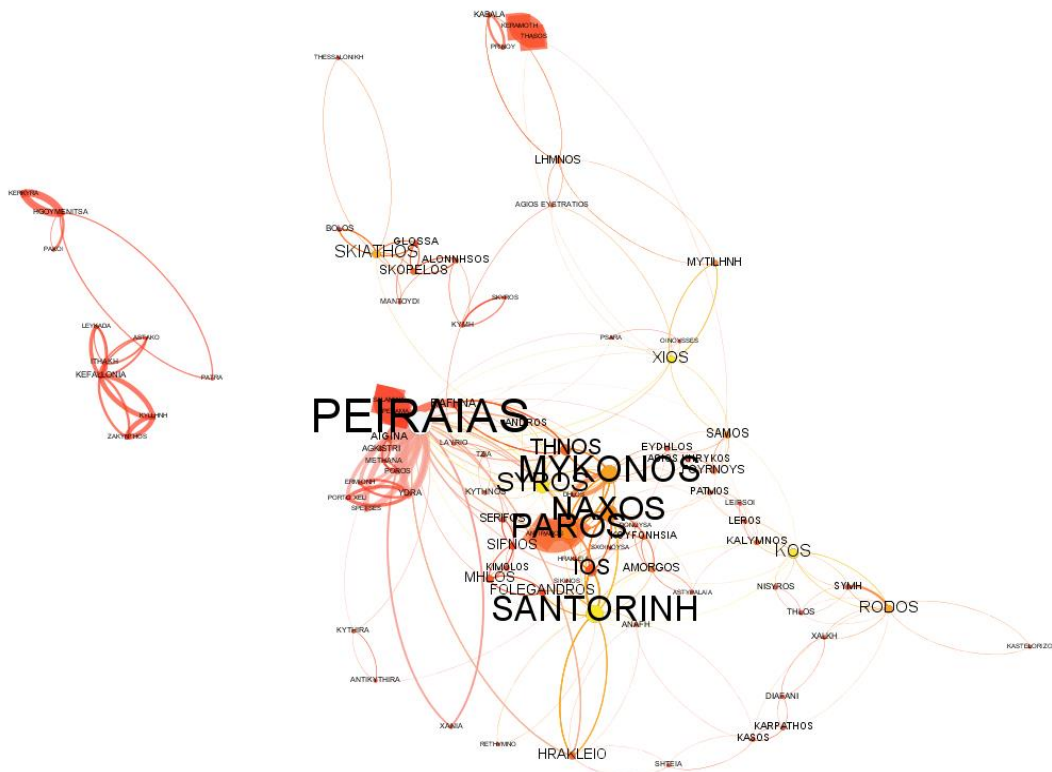 KABALA
KERAMOTH
THASOS
THESSALONIKH
LHMNOS
KERKYRA
AGIOS EYSTRATIOS
HGOYMENITSA
BOLOS
GLOSSA
PAXOI
SKIATHOS
ALONNHSOS
MYTILHNH
SKOPELOS
MANTOYDI
SKYROS
LEYKADA
KYMH
ASTAKO
PSARA
OINOYSSES
ITHAKH
XIOS
KEFALLONIA
PATRA
RAFHNA
PEIRAIAS
KYLLHNH
ANDROS
ZAKYNTHOS
AIGINA
SAMOS
LAYRIO
THNOS
EYDHLOS
AGKISTRI
TZIA
AGIOS KHRYKOS
METHANA
MYKONOS
FOYRNOYS
POROS
SYROS
ERMIONH
YDRA
KYTHNOS
PATMOS
PORTO XELI
NAXOS
LEIPSOI
SPETSES
SERIFOS
PAROS
LEROS
KOYFONHSIA
SIFNOS
KALYMNOS
SXOINOYSA
KOS
HRAKLEIA
KIMOLOS
IOS
AMORGOS
MHLOS
SIKINOS
FOLEGANDROS
NISYROS
SYMH
ASTYPALAIA
SANTORINH
RODOS
THLOS
ANAFH
KYTHIRA
XALKH
KASTELORIZO
ANTIKYTHIRA
DIAFANI
XANIA
KARPATHOS
KASOS
RETHYMNO
HRAKLEIO
SHTEIA